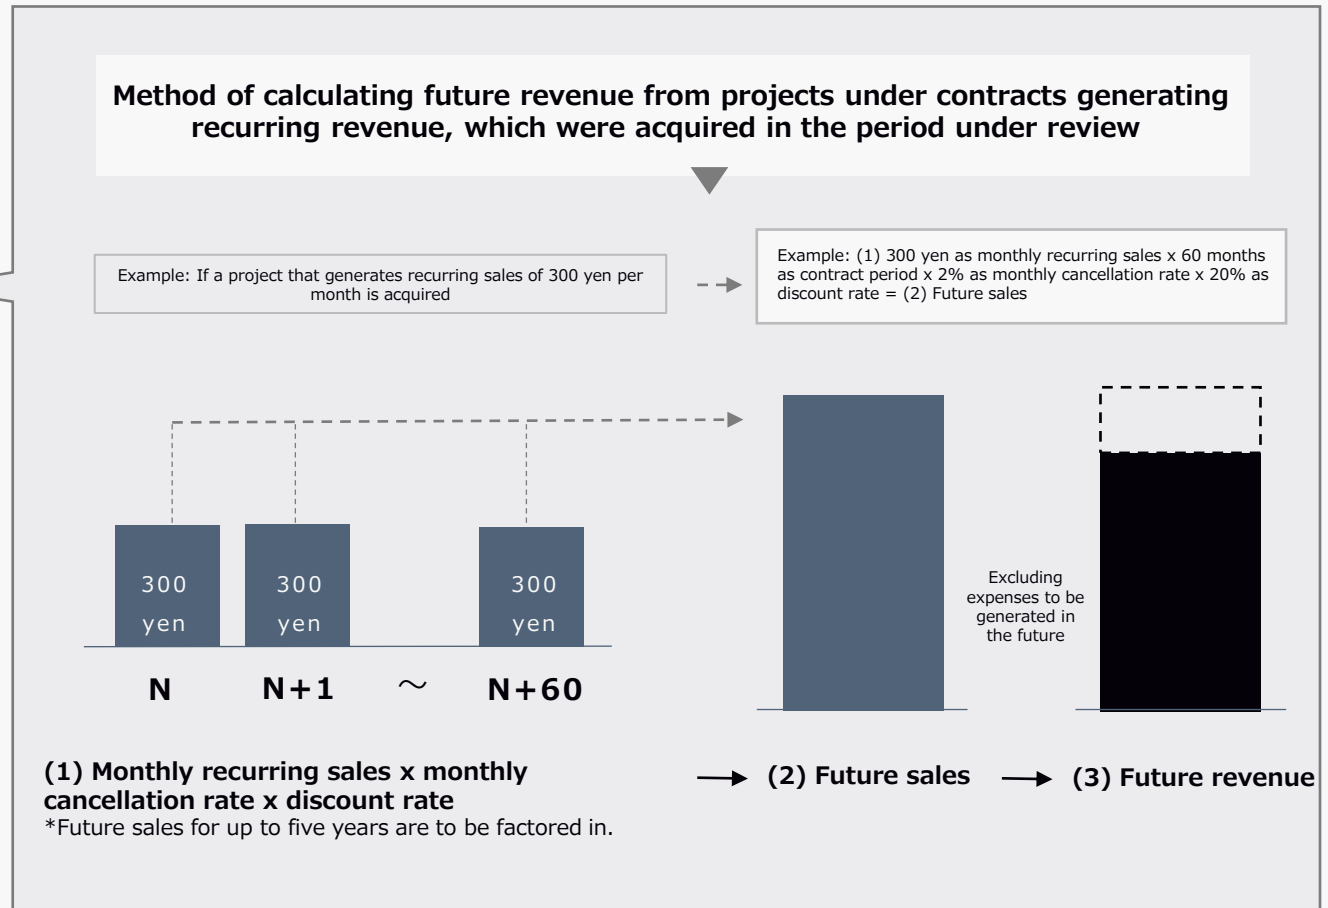 Method of calculating future revenue from projects under contracts generating
recurring revenue, which were acquired in the period under review
Example: If a project that generates recurring sales of 300 yen per
month is acquired
Example: (1) 300 yen as monthly recurring sales x 60 months
as contract period x 2% as monthly cancellation rate x 20% as
discount rate = (2) Future sales
300
yen
300
yen
300
yen
N
N+1
～
N+60
Excluding
expenses to be
generated in
the future
(1) Monthly recurring sales x monthly
cancellation rate x discount rate
*Future sales for up to five years are to be factored in.
(2) Future sales
(3) Future revenue